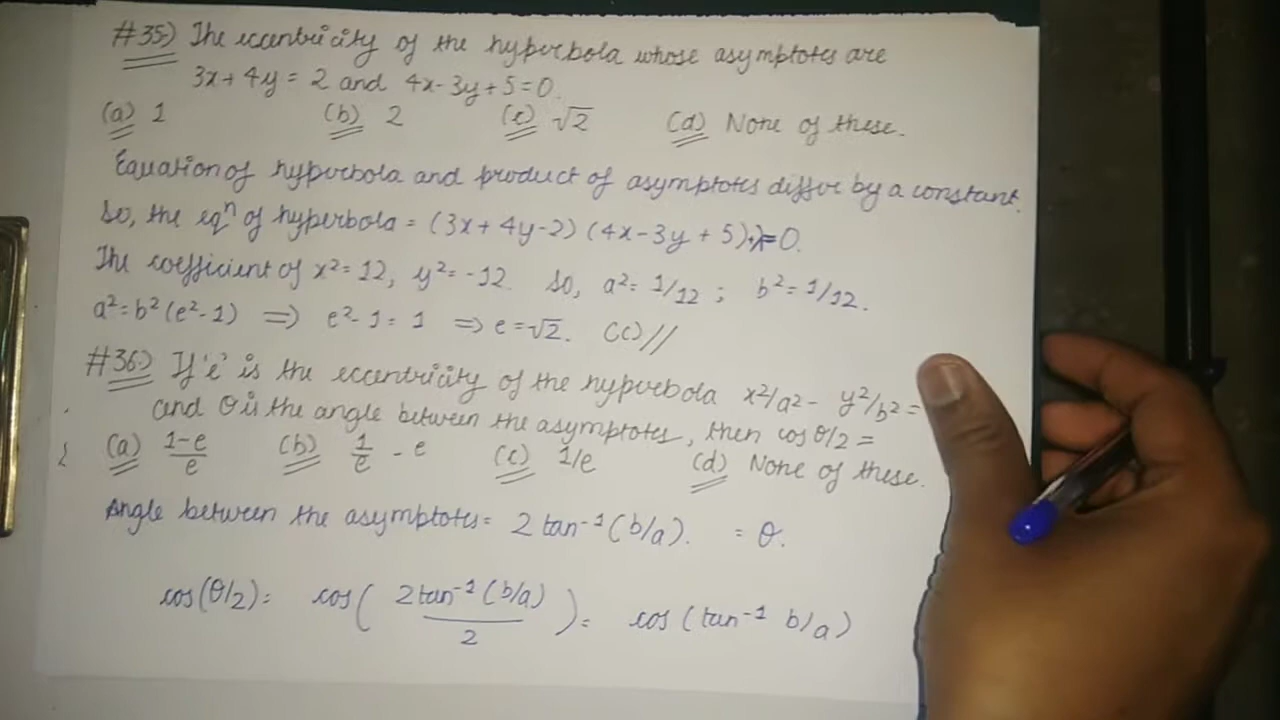 #35.) The eccentricity of the hyperbola whose asymptotes are
3x + 4y = 2 and 4x - 3y + 5 = 0.
(a) 1 (b) 2 (c) √2 (d) None of these.
Equation of hyperbola and product of asymptotes differ by a constant.
So, the eqⁿ of hyperbola = (3x + 4y - 2) (4x - 3y + 5) + λ = 0.
The coefficient of x² = 12, y² = -12. So, a² = 1/12 ; b² = 1/12.
a² = b² (e² - 1) ⟹ e² - 1 = 1 ⟹ e = √2. (c) //
#36.) If 'e' is the eccentricity of the hyperbola x²/a² - y²/b² =
and θ is the angle between the asymptotes, then cos θ/2 =
(a) (1-e)/e (b) 1/e - e (c) 1/e (d) None of these.
Angle between the asymptotes = 2 tan⁻¹ (b/a). = θ.
cos(θ/2) = cos( 2tan⁻¹ (b/a) / 2 ) = cos (tan⁻¹ b/a)